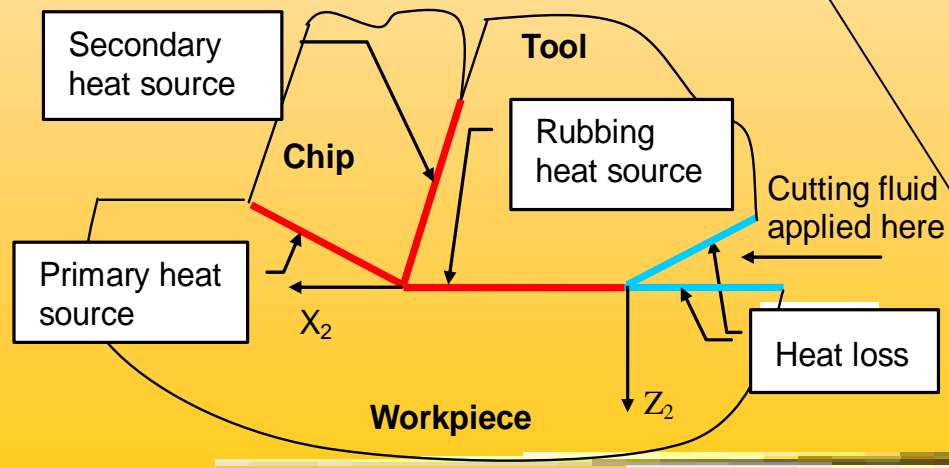 Secondary
heat source
Tool
Rubbing
heat source
Chip
Cutting fluid
applied here
Primary heat
source
X₂
Heat loss
Z₂
Workpiece